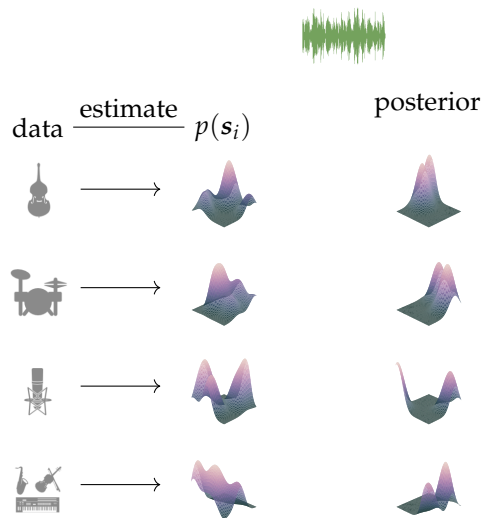 estimate
posterior
data
p(s_i)